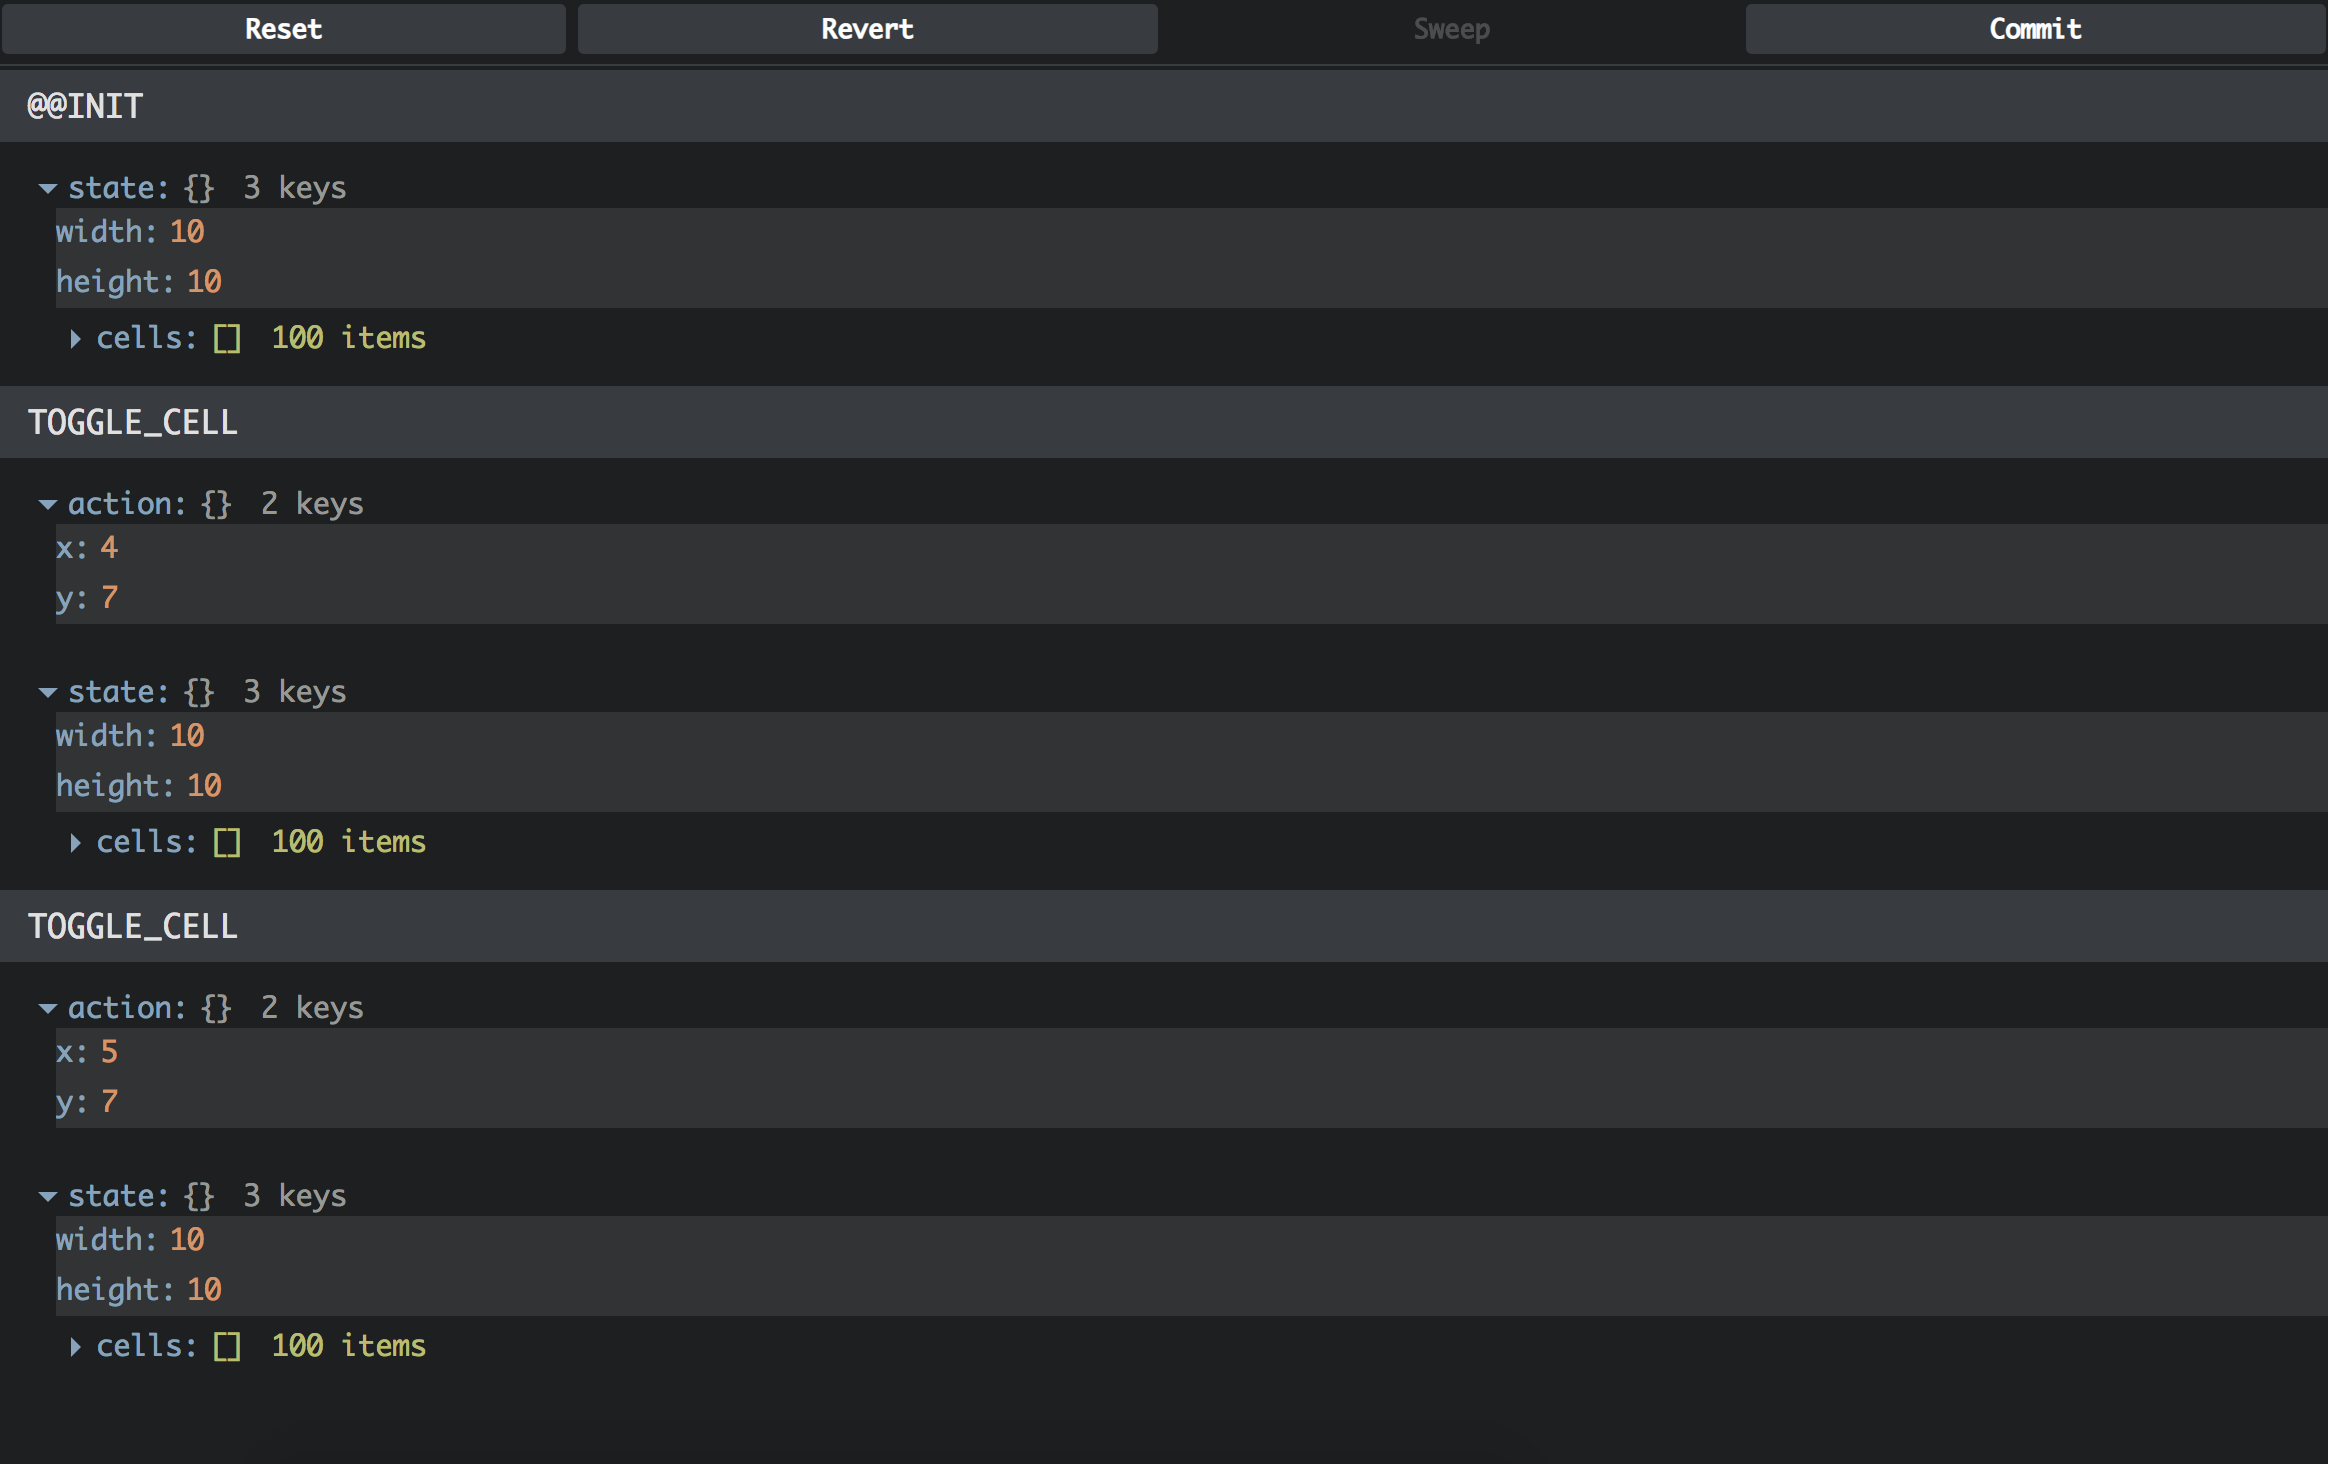 Reset Revert Sweep Commit
@@INIT
state: {} 3 keys
width: 10
height: 10
cells: [] 100 items
TOGGLE_CELL
action: {} 2 keys
x: 4
y: 7
state: {} 3 keys
width: 10
height: 10
cells: [] 100 items
TOGGLE_CELL
action: {} 2 keys
x: 5
y: 7
state: {} 3 keys
width: 10
height: 10
cells: [] 100 items